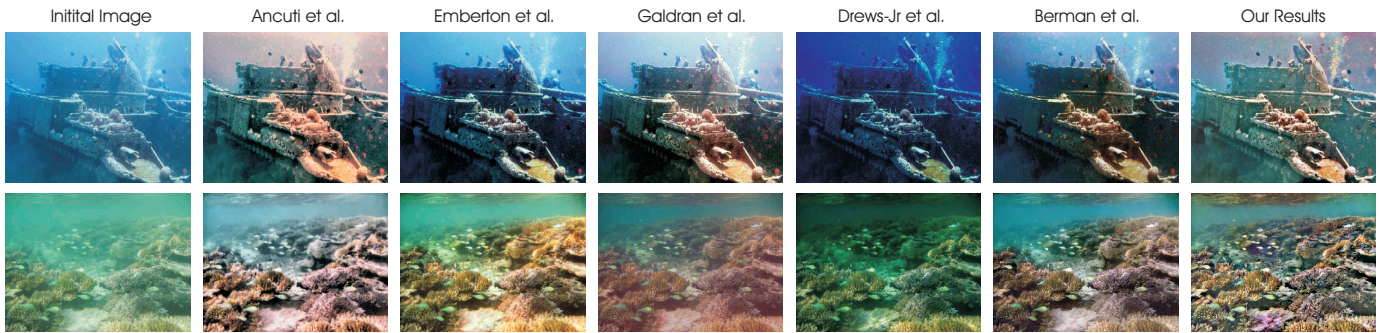 Initital Image Ancuti et al. Emberton et al. Galdran et al. Drews-Jr et al. Berman et al. Our Results